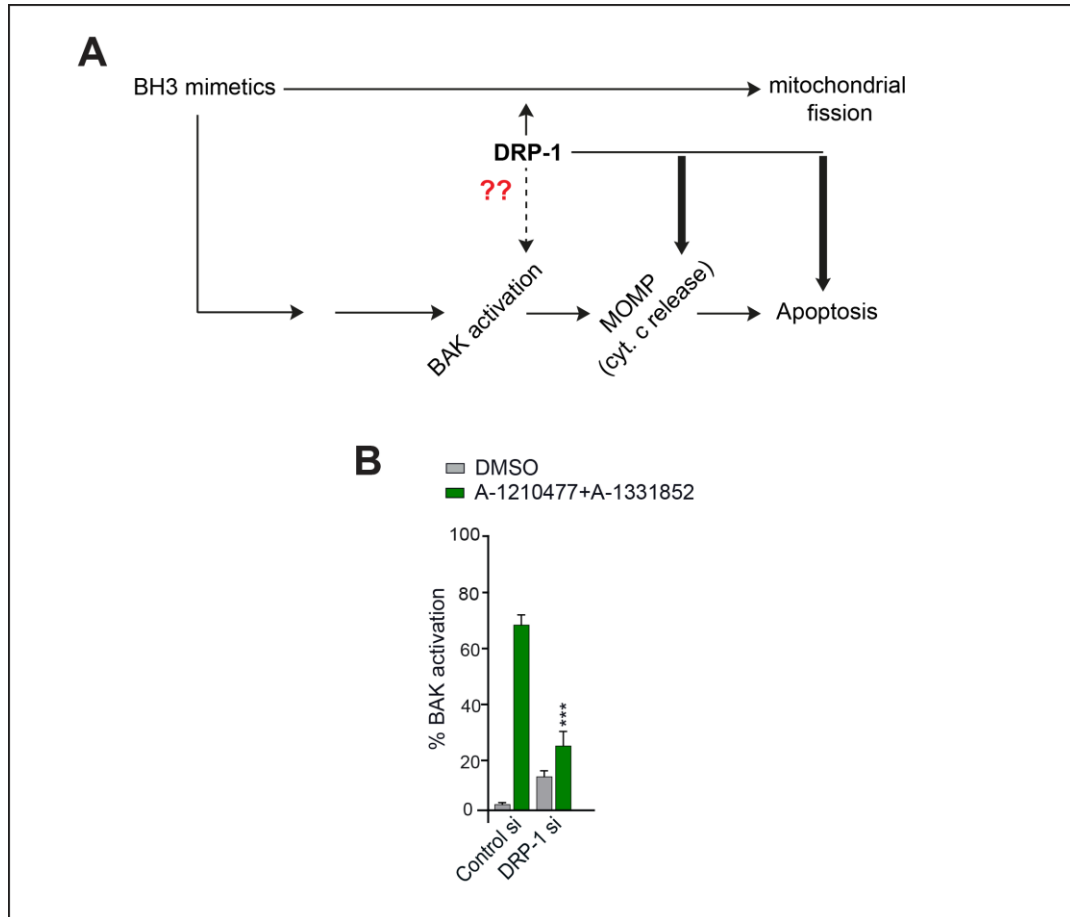 A
BH3 mimetics
mitochondrial
fission
DRP-1
??
BAK activation
MOMP
(cyt. c release)
Apoptosis
B
DMSO
A-1210477+A-1331852
% BAK activation
100
80
60
40
20
0
***
Control si
DRP-1 si